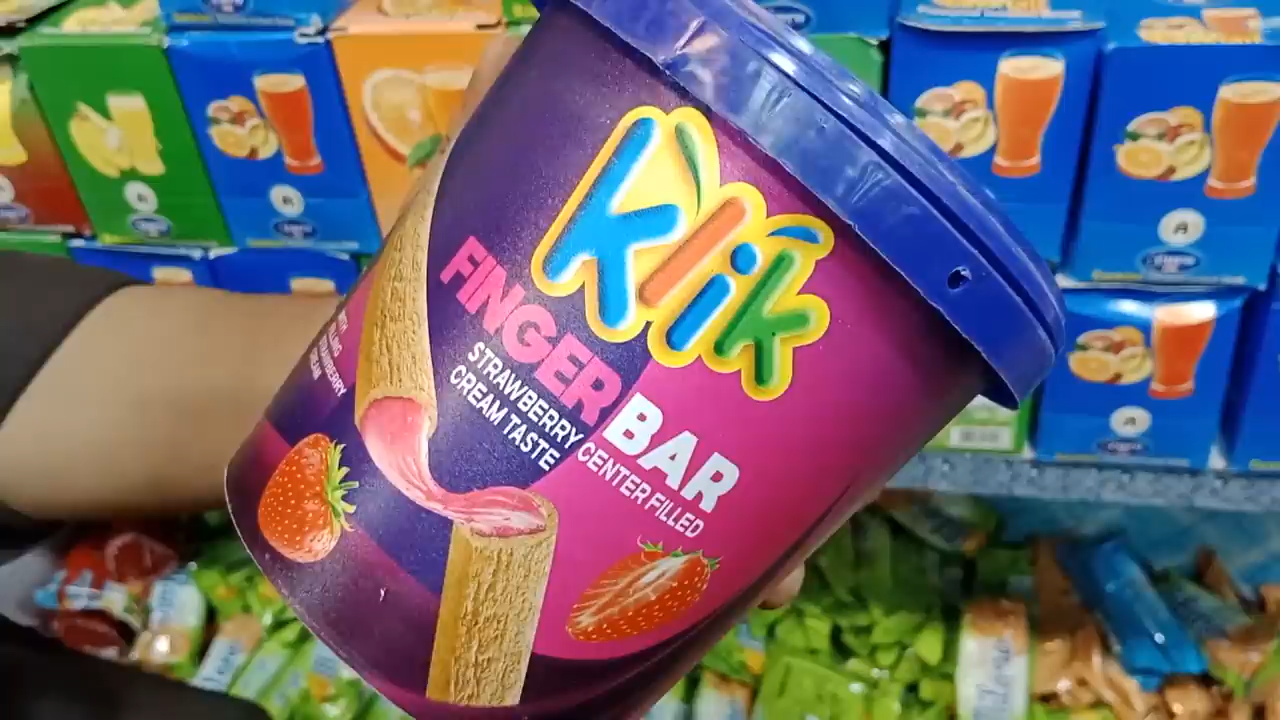 Klik
FINGER BAR
STRAWBERRY
CREAM TASTE
CENTER FILLED
A
A